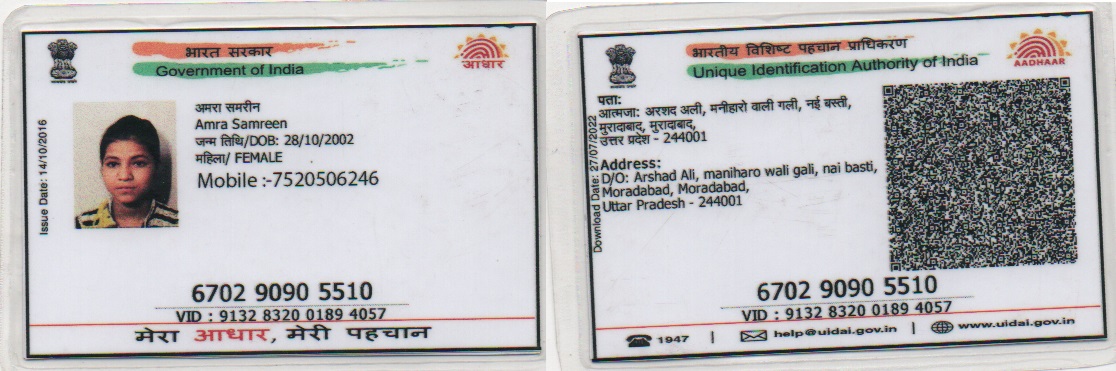 भारत सरकार
Government of India
आधार
Issue Date: 14/10/2016
अमरा समरीन
Amra Samreen
जन्म तिथि/DOB: 28/10/2002
महिला/ FEMALE
Mobile :-7520506246
6702 9090 5510
VID : 9132 8320 0189 4057
मेरा आधार, मेरी पहचान
भारतीय विशिष्ट पहचान प्राधिकरण
Unique Identification Authority of India
AADHAAR
Download Date: 27/07/2022
पता:
आत्मजा: अरशद अली, मनीहारो वाली गली, नई बस्ती,
मुरादाबाद, मुरादाबाद,
उत्तर प्रदेश - 244001
Address:
D/O: Arshad Ali, maniharo wali gali, nai basti,
Moradabad, Moradabad,
Uttar Pradesh - 244001
6702 9090 5510
VID : 9132 8320 0189 4057
1947 | help@uidai.gov.in | www.uidai.gov.in